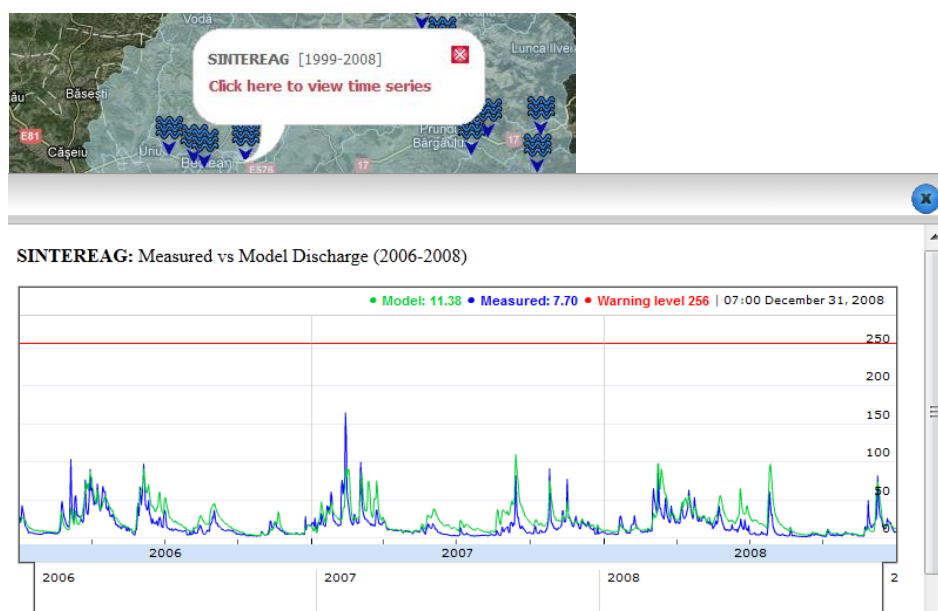 Vodă
Lunca Ilvei
SINTEREAG [1999-2008]
Click here to view time series
Băsești
E81
Cășeiu
Uriu
Prundu
Bârgăului
17
17
E576
SINTEREAG: Measured vs Model Discharge (2006-2008)
Model: 11.38 Measured: 7.70 Warning level 256 | 07:00 December 31, 2008
250
200
150
100
50
0
2006 2007 2008
2006 2007 2008 2